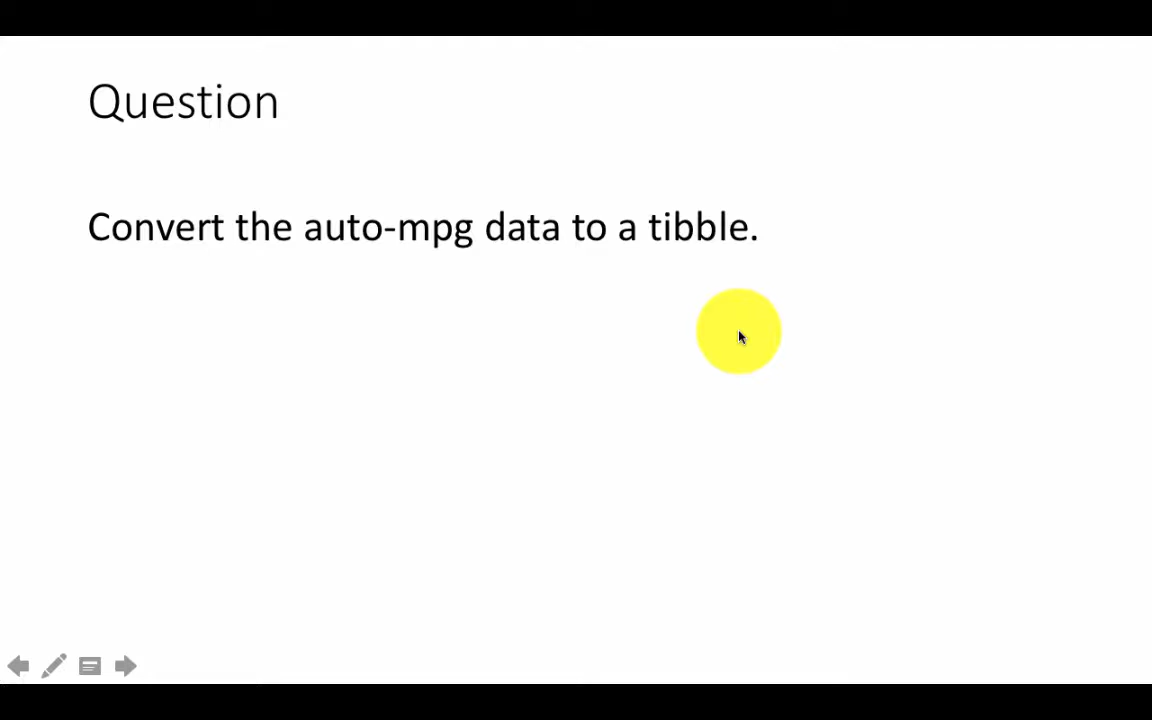 Question
Convert the auto-mpg data to a tibble.